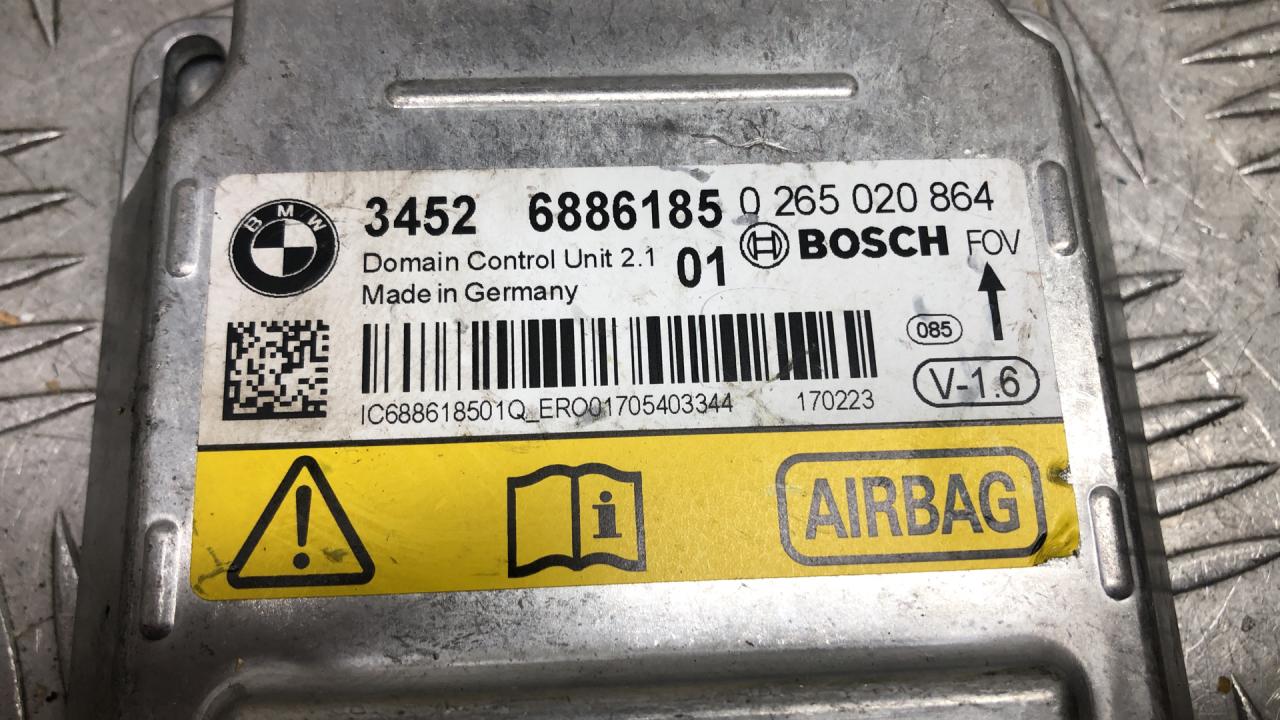 BMW
3452 6886185 0 265 020 864
Domain Control Unit 2.1 01 BOSCH FOV
Made in Germany
085
V-1.6
IC688618501Q_ERO01705403344 170223
AIRBAG